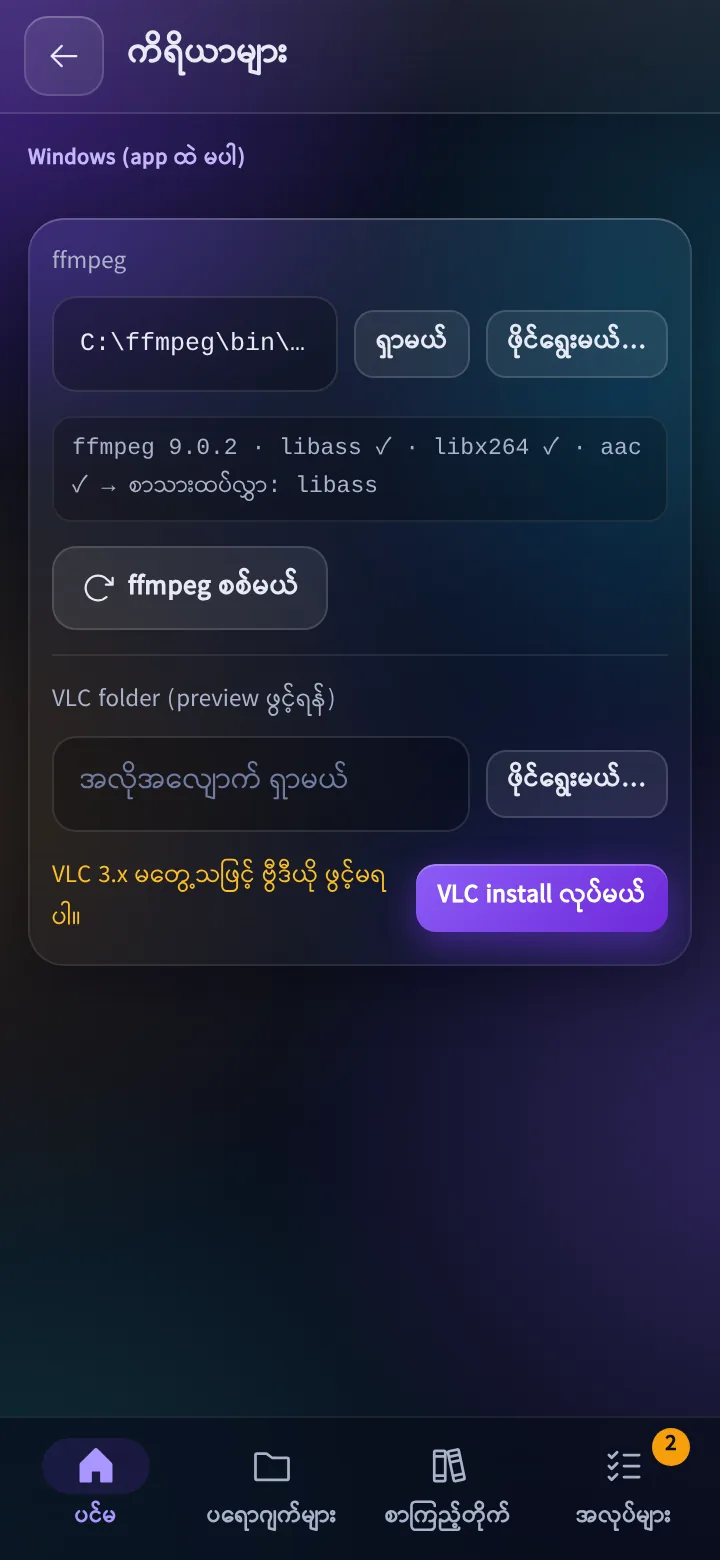 ကိရိယာများ
Windows (app ထဲ မပါ)
ffmpeg
C:\ffmpeg\bin\…
ရှာမယ်
ဖိုင်ရွေးမယ်…
ffmpeg 9.0.2 · libass ✓ · libx264 ✓ · aac
✓ → စာသားထပ်လွှာ: libass
ffmpeg စစ်မယ်
VLC folder (preview ဖွင့်ရန်)
အလိုအလျောက် ရှာမယ်
ဖိုင်ရွေးမယ်…
VLC 3.x မတွေ့သဖြင့် ဗွီဒီယို ဖွင့်မရ
ပါ။
VLC install လုပ်မယ်
2
ပင်မ
ပရောဂျက်များ
စာကြည့်တိုက်
အလုပ်များ